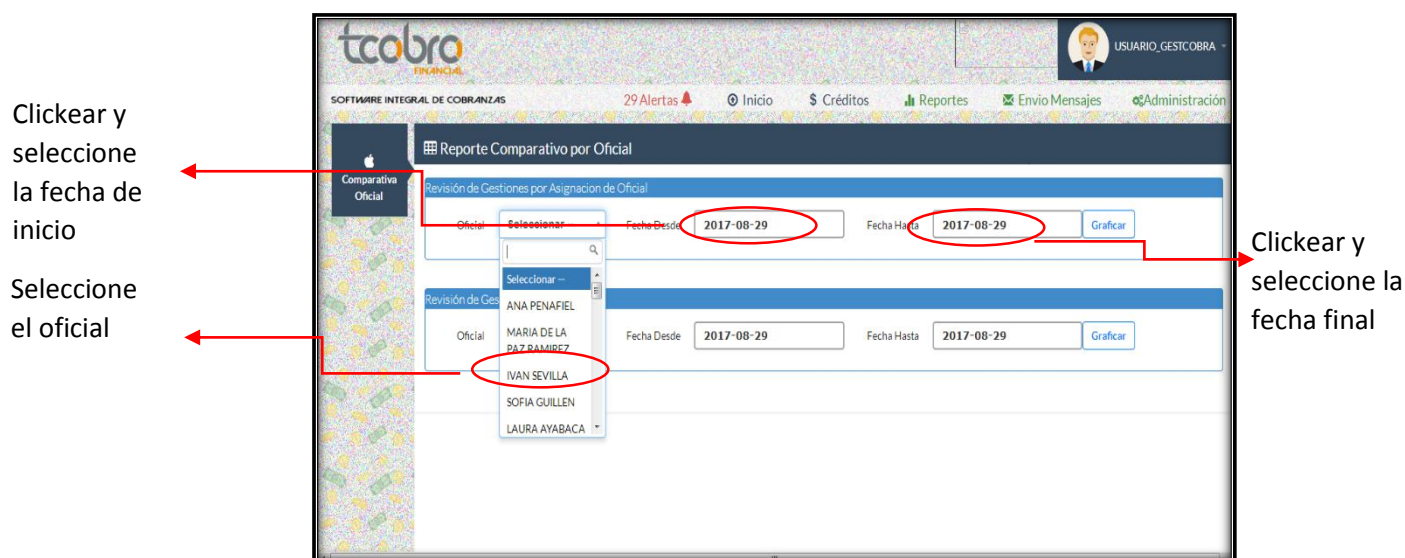 tcobro
FINANCIAL
USUARIO_GESTCOBRA
SOFTWARE INTEGRAL DE COBRANZAS
29 Alertas
Inicio
$ Créditos
Reportes
Envio Mensajes
Administración
Clickear y
seleccione
la fecha de
inicio
Seleccione
el oficial
Comparativa
Oficial
Reporte Comparativo por Oficial
Revisión de Gestiones por Asignacion de Oficial
Oficial
Seleccionar
Fecha Desde
2017-08-29
Fecha Hasta
2017-08-29
Graficar
Seleccionar --
ANA PENAFIEL
MARIA DE LA
PAZ RAMIREZ
IVAN SEVILLA
SOFIA GUILLEN
LAURA AYABACA
Revisión de Ges
Oficial
Fecha Desde
2017-08-29
Fecha Hasta
2017-08-29
Graficar
Clickear y
seleccione la
fecha final